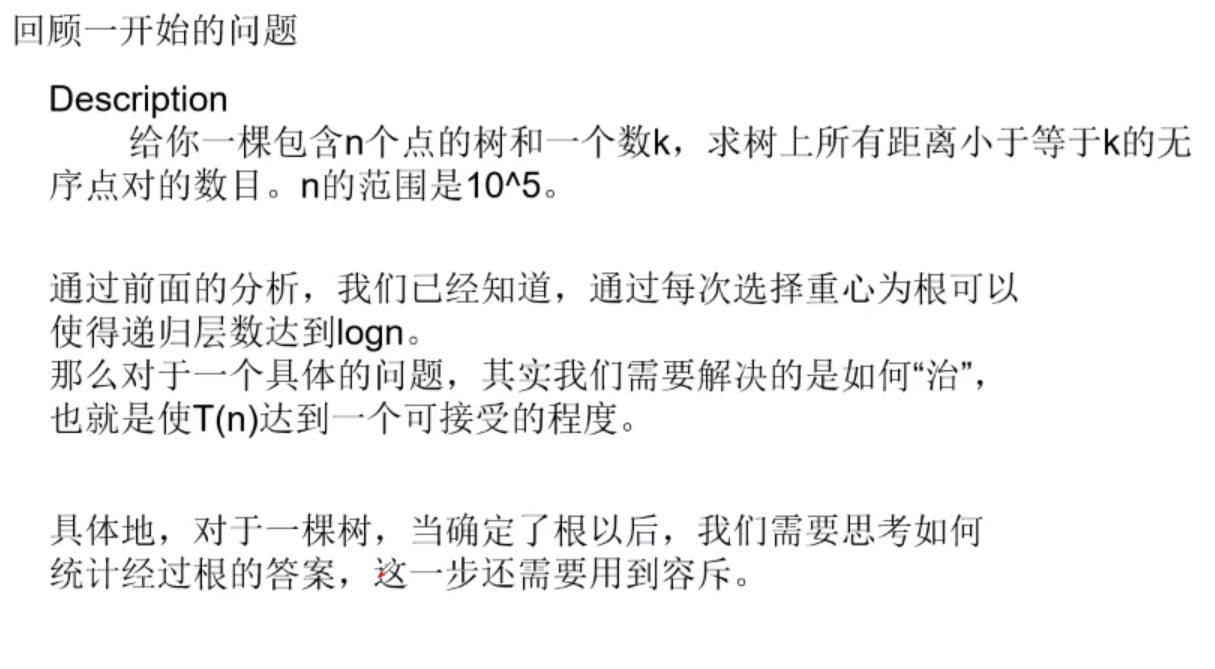 回顾一开始的问题
Description
给你一棵包含n个点的树和一个数k，求树上所有距离小于等于k的无
序点对的数目。n的范围是10^5。
通过前面的分析，我们已经知道，通过每次选择重心为根可以
使得递归层数达到logn。
那么对于一个具体的问题，其实我们需要解决的是如何“治”，
也就是使T(n)达到一个可接受的程度。
具体地，对于一棵树，当确定了根以后，我们需要思考如何
统计经过根的答案，这一步还需要用到容斥。